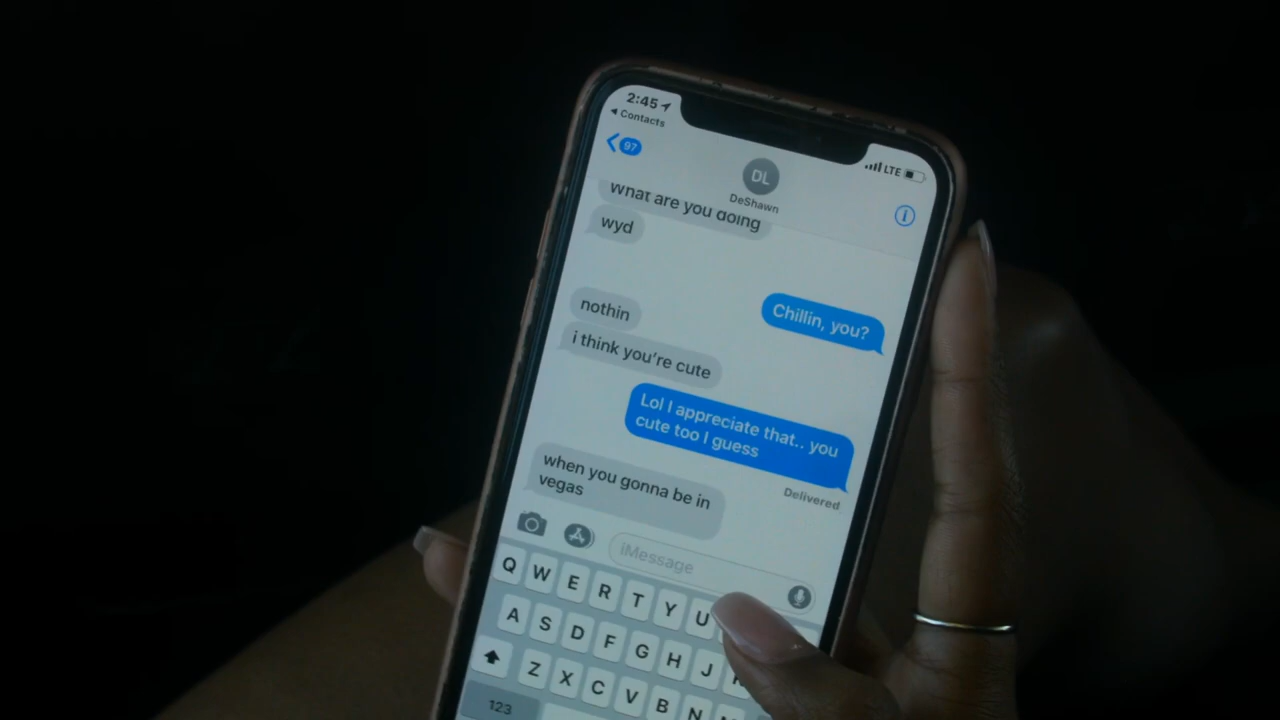 2:45
Contacts
97
LTE
DL
DeShawn
What are you doing
wyd
Chillin, you?
nothin
i think you're cute
Lol I appreciate that.. you
cute too I guess
Delivered
when you gonna be in
vegas
iMessage
Q W E R T Y U
A S D F G H J
Z X C V B N
123